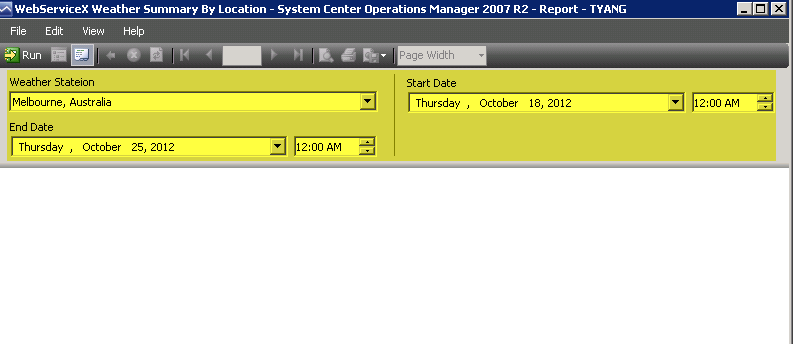 WebServiceX Weather Summary By Location - System Center Operations Manager 2007 R2 - Report - TYANG
File Edit View Help
Run Page Width
Weather Stateion
Melbourne, Australia
Start Date
Thursday , October 18, 2012 12:00 AM
End Date
Thursday , October 25, 2012 12:00 AM